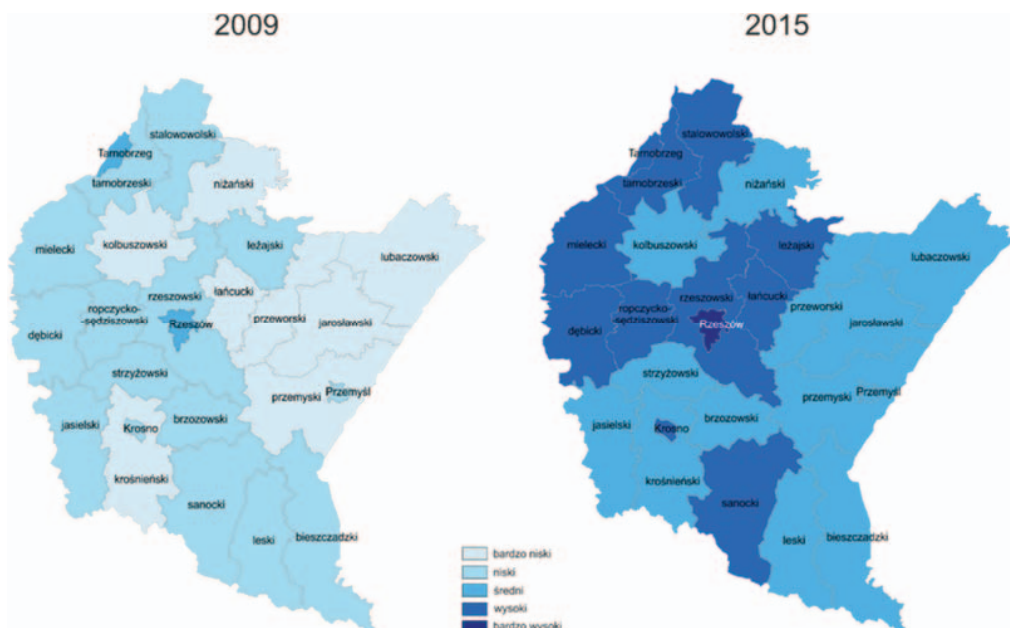 2009
2015
stalowowolski
Tarnobrzeg
tarnobrzeski
niżański
kolbuszowski
mielecki
leżajski
lubaczowski
łańcucki
rzeszowski
ropczycko-
-sędziszowski
Rzeszów
przeworski
jarosławski
dębicki
strzyżowski
Przemyśl
przemyski
jasielski
brzozowski
Krosno
krośnieński
sanocki
leski
bieszczadzki
stalowowolski
Tarnobrzeg
tarnobrzeski
niżański
kolbuszowski
mielecki
leżajski
lubaczowski
łańcucki
rzeszowski
ropczycko-
-sędziszowski
Rzeszów
przeworski
jarosławski
dębicki
strzyżowski
Przemyśl
przemyski
jasielski
brzozowski
Krosno
krośnieński
sanocki
leski
bieszczadzki
bardzo niski
niski
średni
wysoki
bardzo wysoki